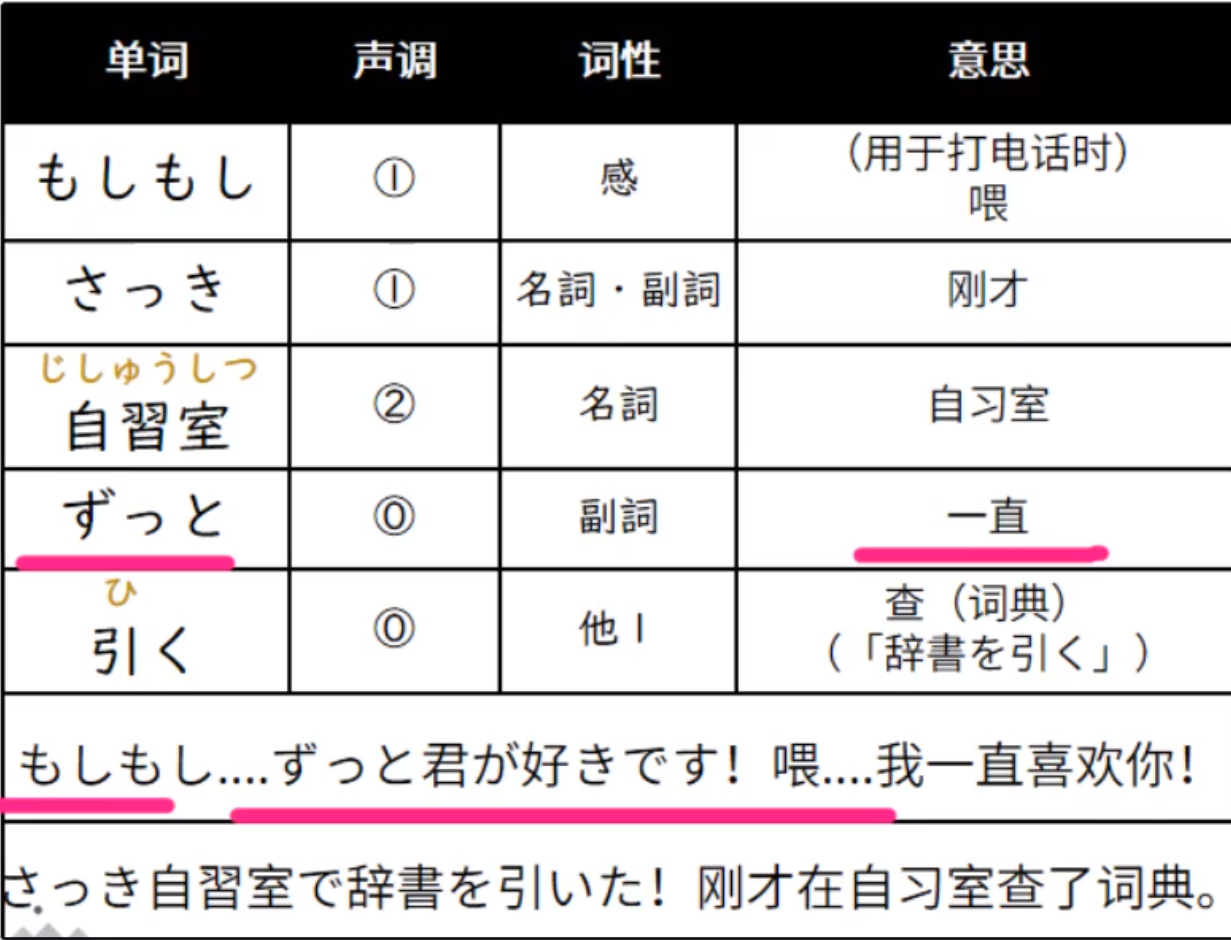 单词 声调 词性 意思
もしもし ① 感 （用于打电话时）
喂
さっき ① 名詞・副詞 刚才
じしゅうしつ
自習室 ② 名詞 自习室
ずっと ⓪ 副詞 一直
ひ
引く ⓪ 他Ⅰ 查（词典）
（「辞書を引く」）
もしもし....ずっと君が好きです！喂....我一直喜欢你！
さっき自習室で辞書を引いた！刚才在自习室查了词典。